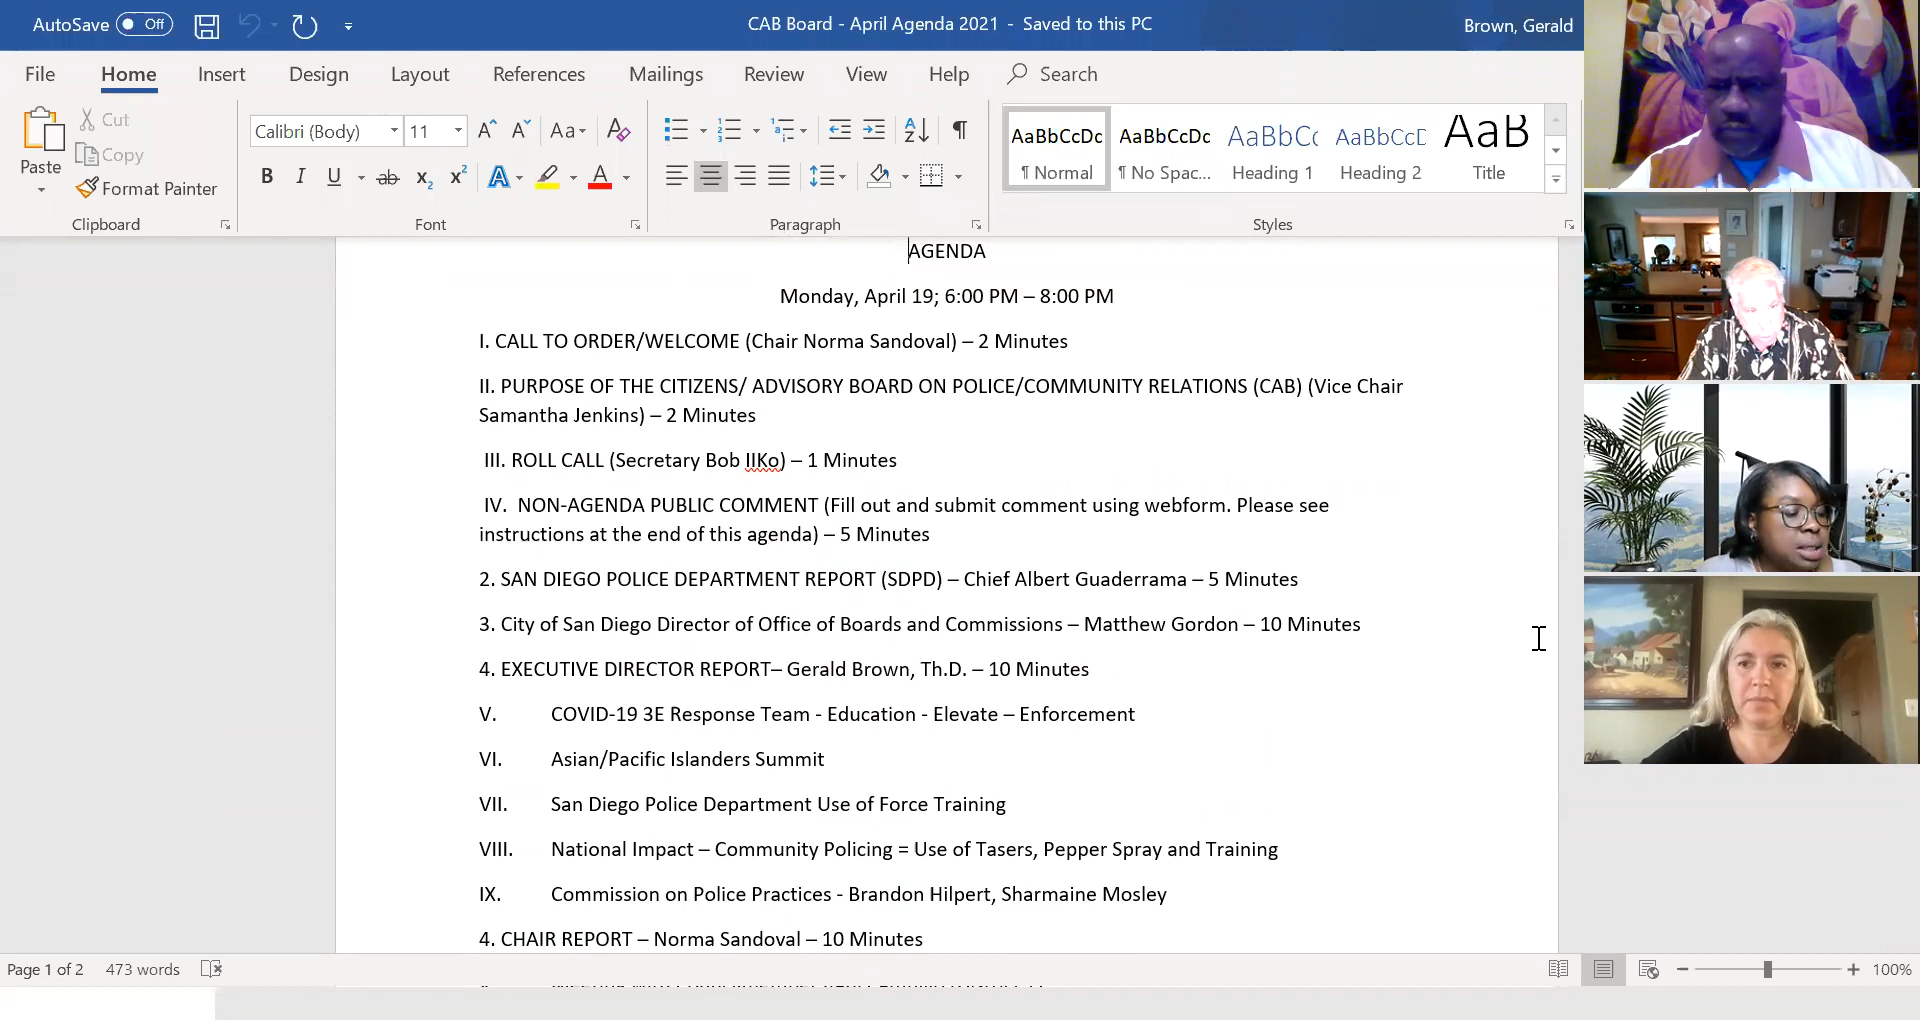 AutoSave Off
CAB Board - April Agenda 2021 - Saved to this PC
Brown, Gerald
File Home Insert Design Layout References Mailings Review View Help Search
Paste
Cut
Copy
Format Painter
Clipboard
Calibri (Body) 11
Font
Paragraph
AaBbCcDc AaBbCcDc AaBbCc AaBbCcD AaB
¶ Normal ¶ No Spac... Heading 1 Heading 2 Title
Styles
AGENDA
Monday, April 19; 6:00 PM – 8:00 PM
I. CALL TO ORDER/WELCOME (Chair Norma Sandoval) – 2 Minutes
II. PURPOSE OF THE CITIZENS/ ADVISORY BOARD ON POLICE/COMMUNITY RELATIONS (CAB) (Vice Chair
Samantha Jenkins) – 2 Minutes
III. ROLL CALL (Secretary Bob IIKo) – 1 Minutes
IV. NON-AGENDA PUBLIC COMMENT (Fill out and submit comment using webform. Please see
instructions at the end of this agenda) – 5 Minutes
2. SAN DIEGO POLICE DEPARTMENT REPORT (SDPD) – Chief Albert Guaderrama – 5 Minutes
3. City of San Diego Director of Office of Boards and Commissions – Matthew Gordon – 10 Minutes
4. EXECUTIVE DIRECTOR REPORT– Gerald Brown, Th.D. – 10 Minutes
V. COVID-19 3E Response Team - Education - Elevate – Enforcement
VI. Asian/Pacific Islanders Summit
VII. San Diego Police Department Use of Force Training
VIII. National Impact – Community Policing = Use of Tasers, Pepper Spray and Training
IX. Commission on Police Practices - Brandon Hilpert, Sharmaine Mosley
4. CHAIR REPORT – Norma Sandoval – 10 Minutes
Page 1 of 2 473 words
100%